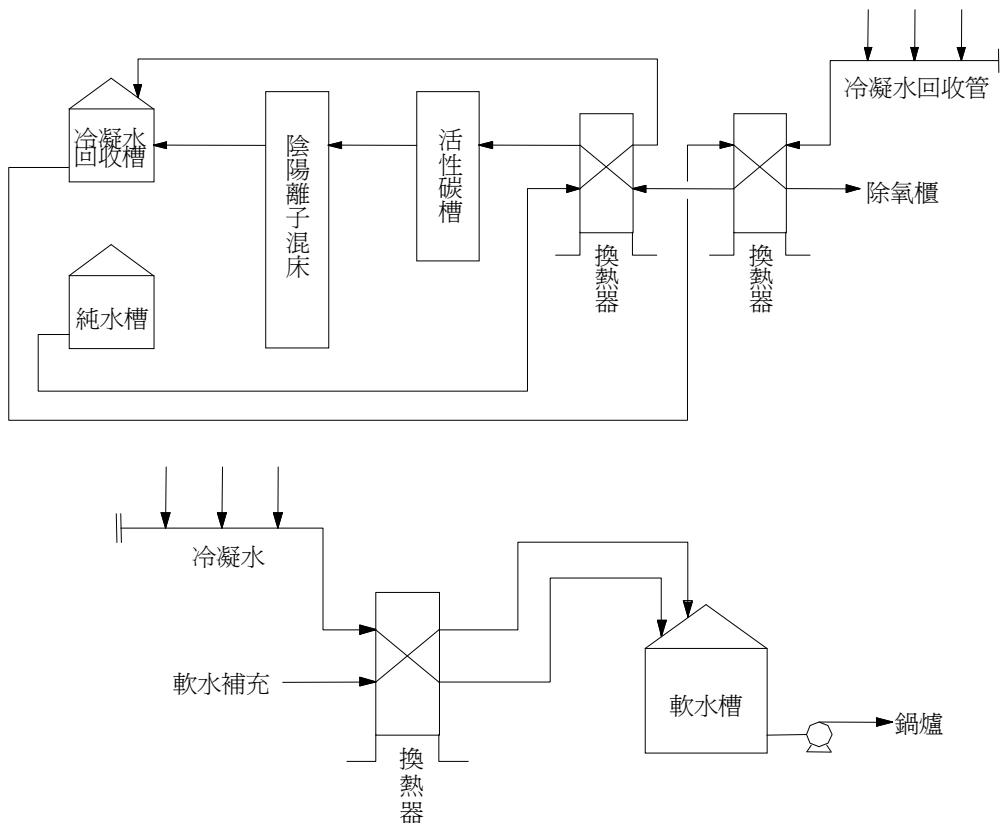 冷凝水回收管
冷凝水
回收槽
陰陽離子混床
活性碳槽
除氧櫃
換熱器
換熱器
純水槽
冷凝水
軟水補充
軟水槽
鍋爐
換熱器